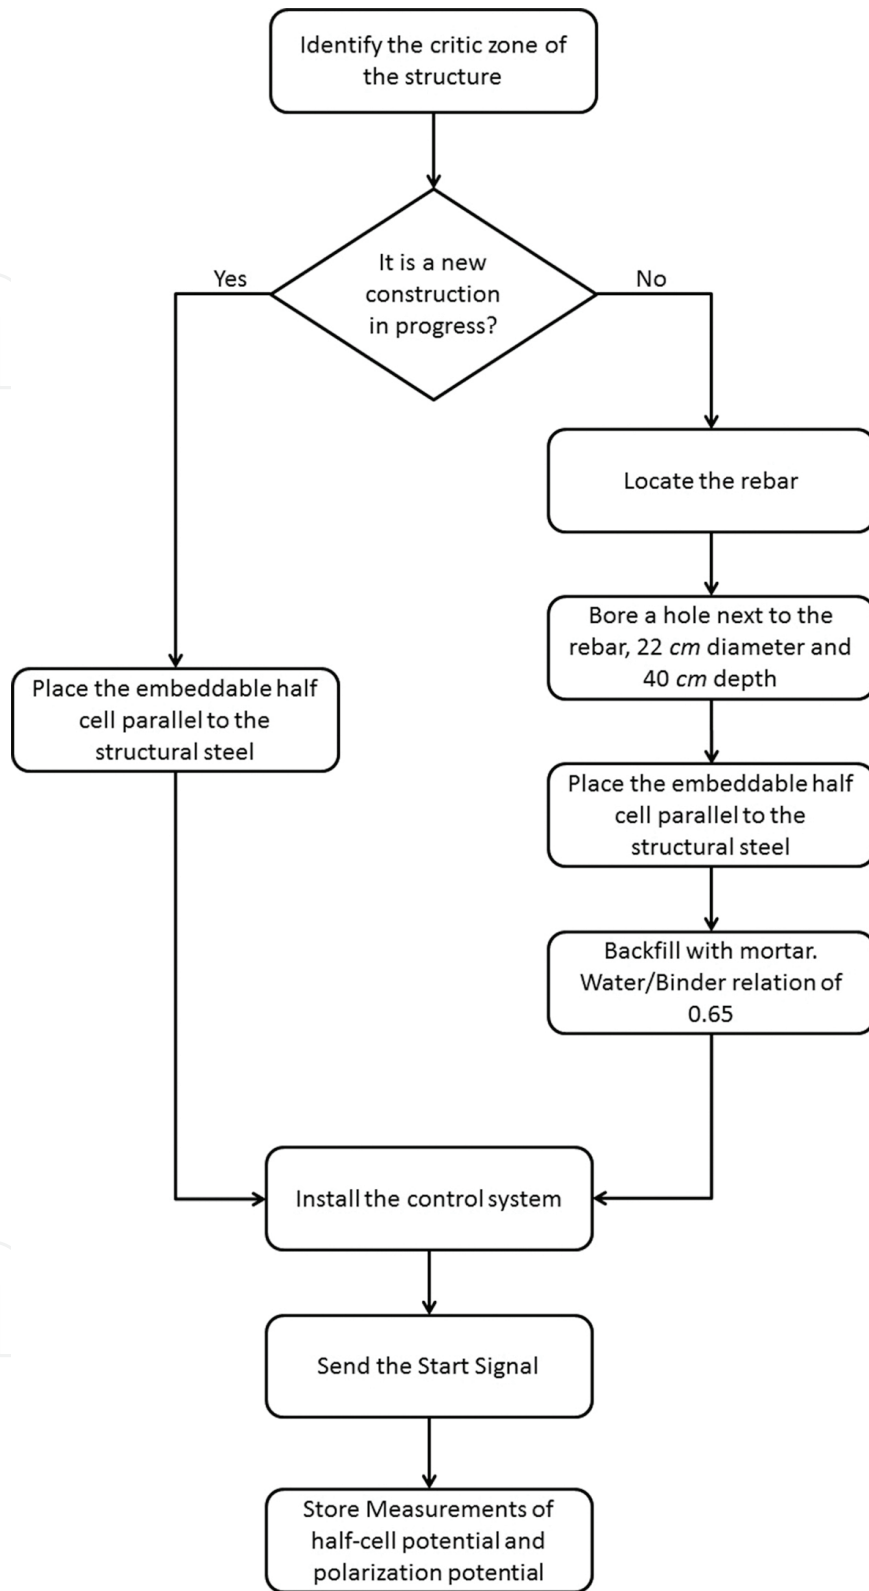 Identify the critic zone of
the structure
It is a new
construction
in progress?
Yes
No
Locate the rebar
Bore a hole next to the
rebar, 22 cm diameter and
40 cm depth
Place the embeddable half
cell parallel to the
structural steel
Place the embeddable half
cell parallel to the
structural steel
Backfill with mortar.
Water/Binder relation of
0.65
Install the control system
Send the Start Signal
Store Measurements of
half-cell potential and
polarization potential